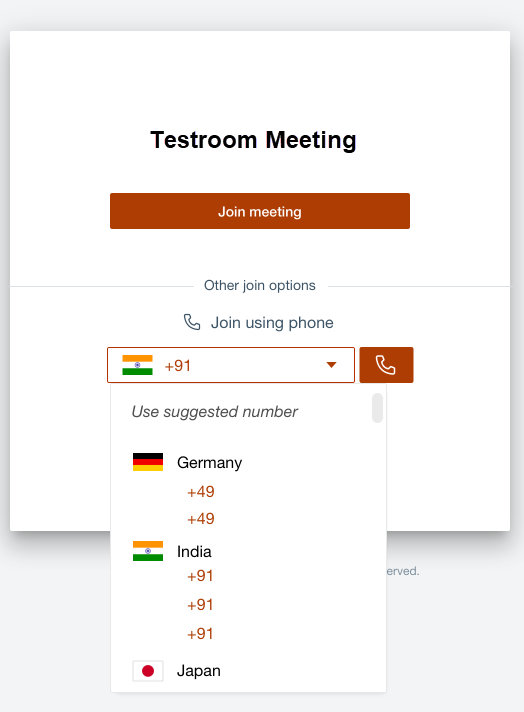 Testroom Meeting
Join meeting
Other join options
Join using phone
+91
Use suggested number
Germany
+49
+49
India
+91
+91
+91
Japan
erved.